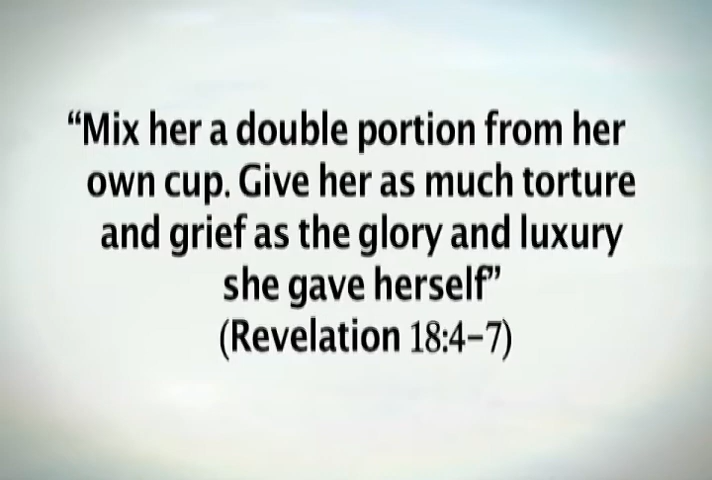 “Mix her a double portion from her
own cup. Give her as much torture
and grief as the glory and luxury
she gave herself”
(Revelation 18:4–7)